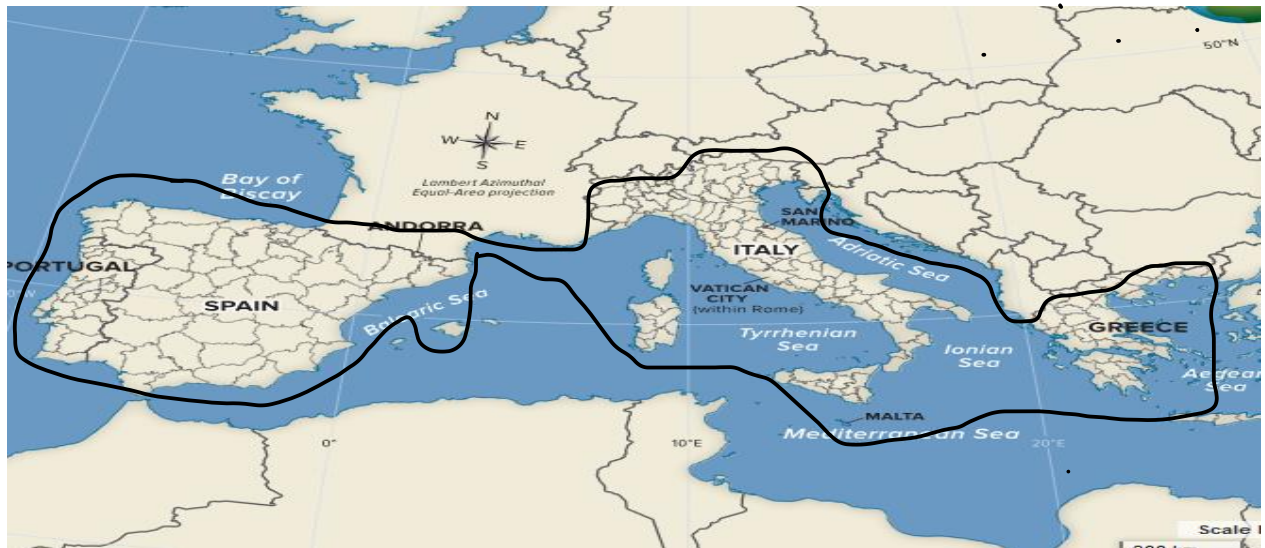 50°N
N
W
E
S
Bay of
Biscay
Lambert Azimuthal
Equal-Area projection
ANDORRA
SAN
MARINO
ITALY
Adriatic Sea
PORTUGAL
SPAIN
Balearic Sea
VATICAN
CITY
(within Rome)
GREECE
Tyrrhenian
Sea
Ionian
Sea
Aegean
Sea
MALTA
Mediterranean Sea
0°
10°E
20°E
Scale